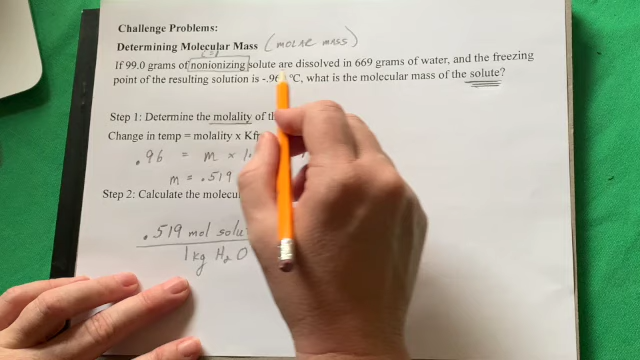 Challenge Problems:
Determining Molecular Mass (MOLAR MASS)
(=1)
If 99.0 grams of nonionizing solute are dissolved in 669 grams of water, and the freezing
point of the resulting solution is -.96 °C, what is the molecular mass of the solute?
Step 1: Determine the molality of
Change in temp = molality x
.96 = m x 1.
m = .519
Step 2: Calculate the
.519 mol
1 kg H₂O